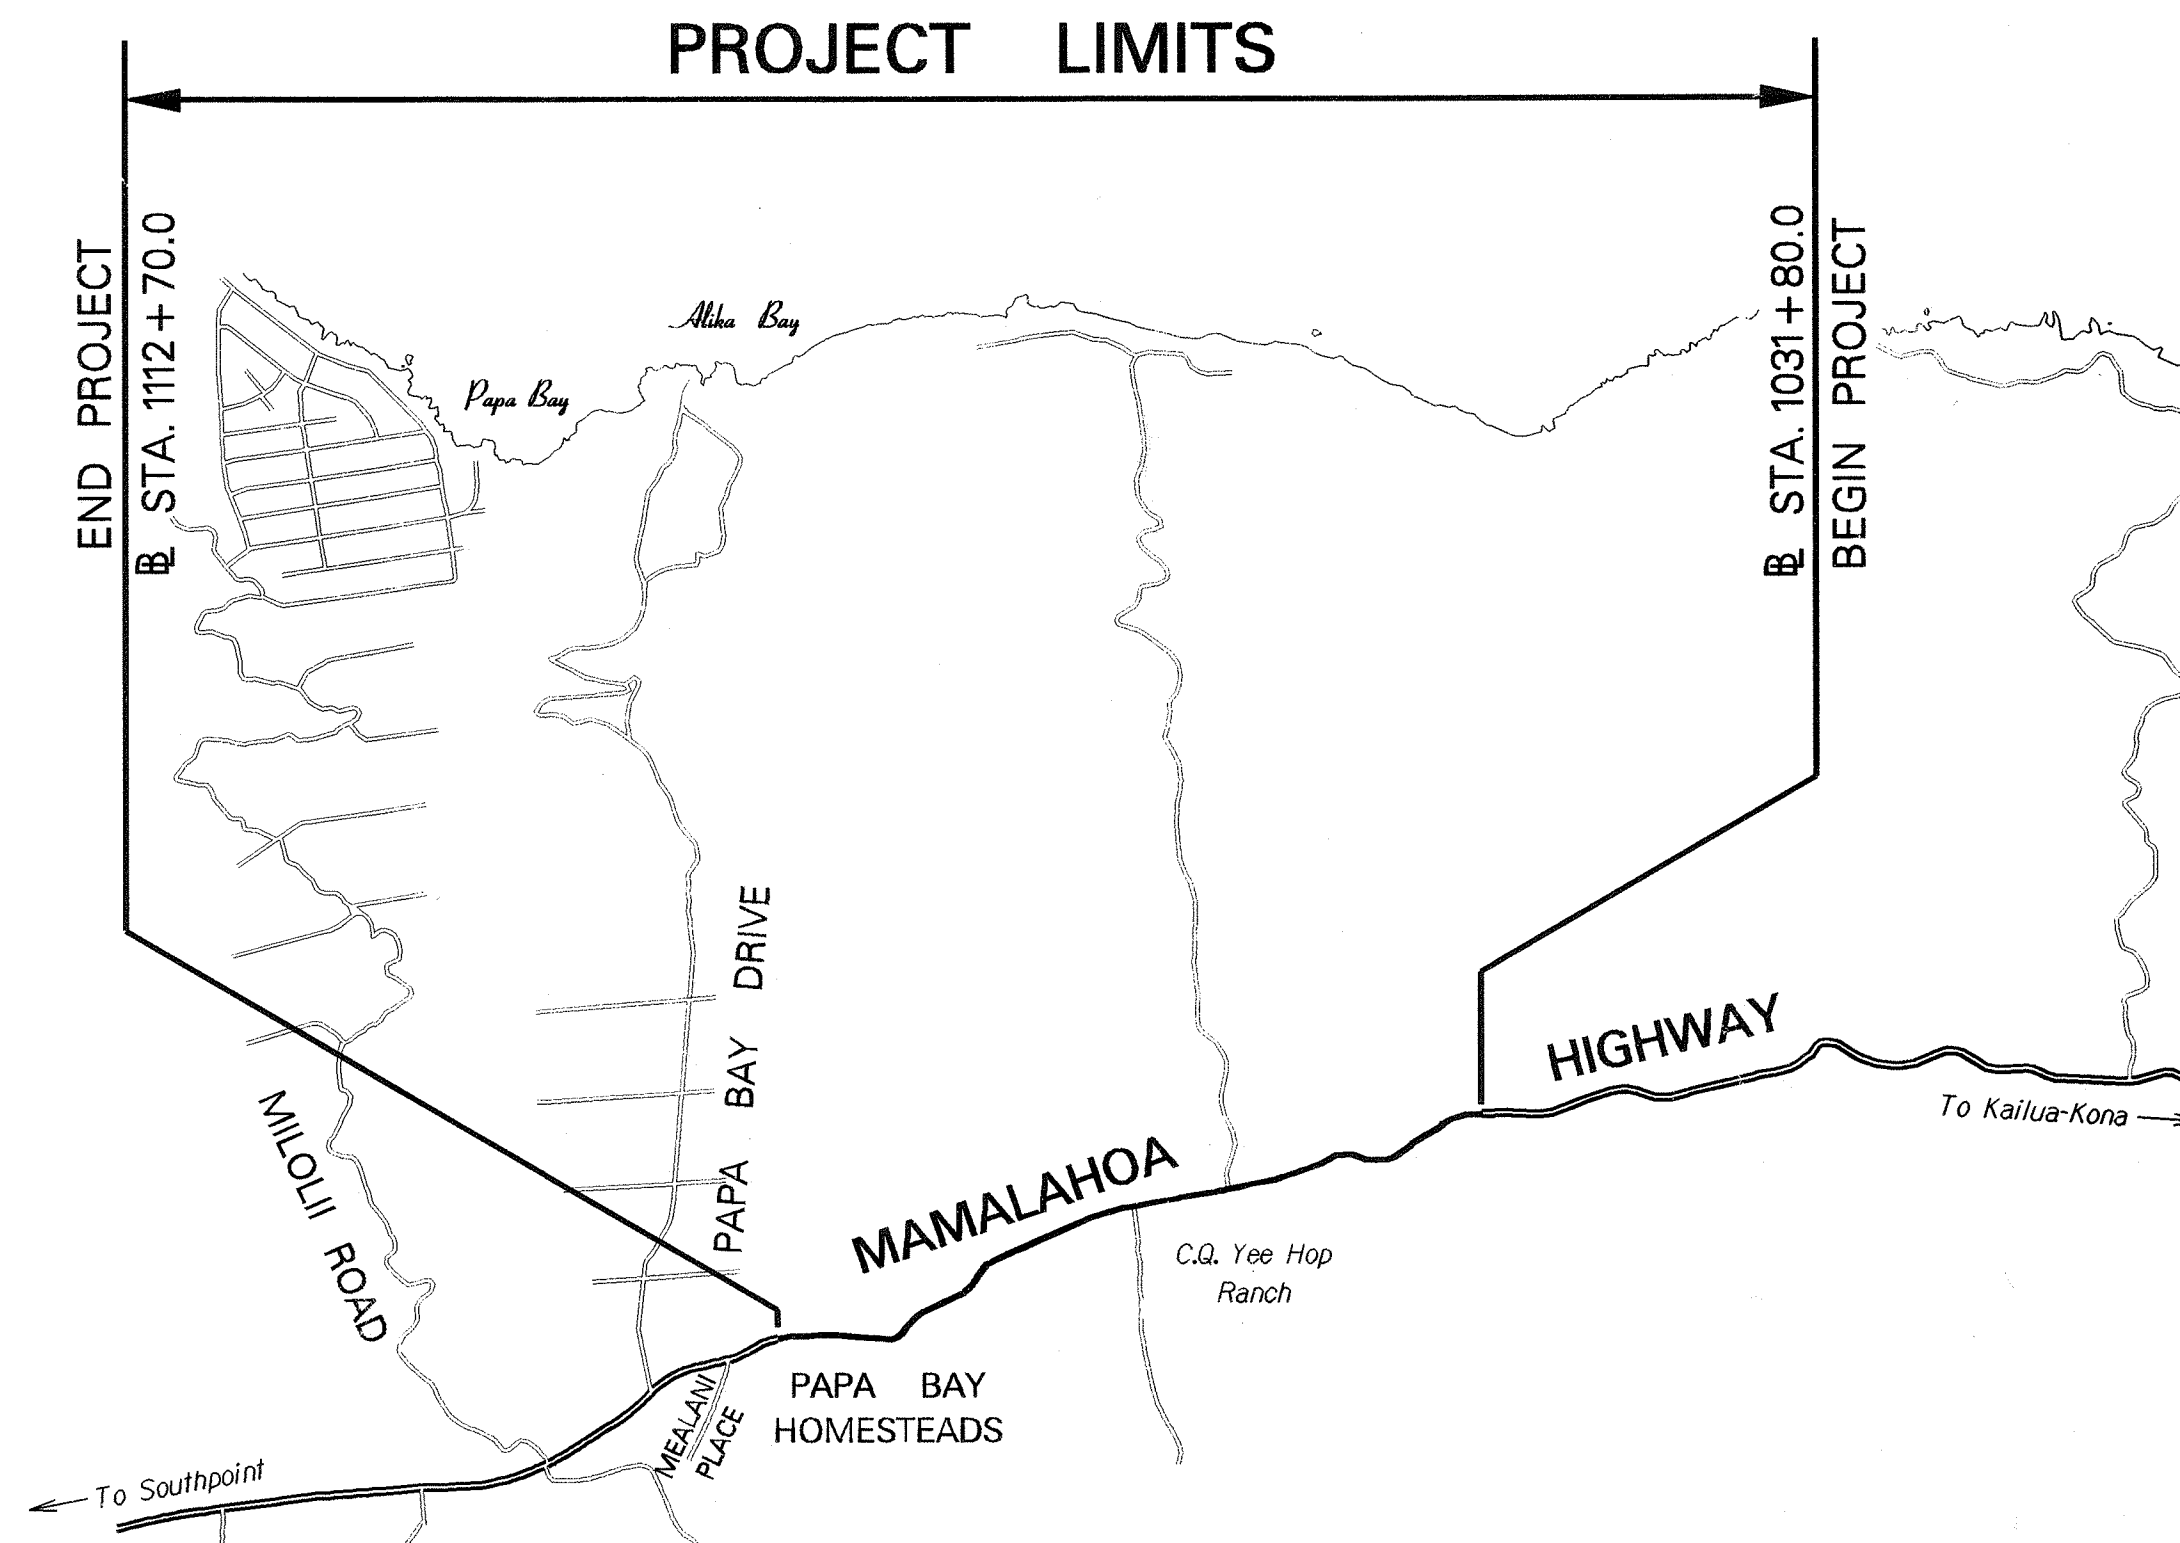 PROJECT LIMITS
END PROJECT
BL STA. 1112+70.0
Papa Bay
Alika Bay
BL STA. 1031+80.0
BEGIN PROJECT
MILOLII ROAD
PAPA BAY DRIVE
MAMALAHOA HIGHWAY
To Kailua-Kona
C.Q. Yee Hop
Ranch
MEALANI
PLACE
PAPA BAY
HOMESTEADS
To Southpoint